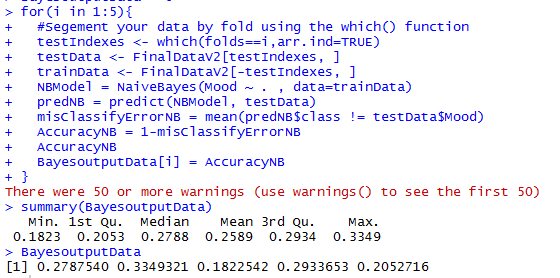 > for(i in 1:5){
+   #Segement your data by fold using the which() function
+   testIndexes <- which(folds==i,arr.ind=TRUE)
+   testData <- FinalDataV2[testIndexes, ]
+   trainData <- FinalDataV2[-testIndexes, ]
+   NBModel = NaiveBayes(Mood ~ . , data=trainData)
+   predNB = predict(NBModel, testData)
+   misClassifyErrorNB = mean(predNB$class != testData$Mood)
+   AccuracyNB = 1-misClassifyErrorNB
+   AccuracyNB
+   BayesoutputData[i] = AccuracyNB
+ }
There were 50 or more warnings (use warnings() to see the first 50)
> summary(BayesoutputData)
   Min. 1st Qu.  Median    Mean 3rd Qu.    Max.
 0.1823  0.2053  0.2788  0.2589  0.2934  0.3349
> BayesoutputData
[1] 0.2787540 0.3349321 0.1822542 0.2933653 0.2052716